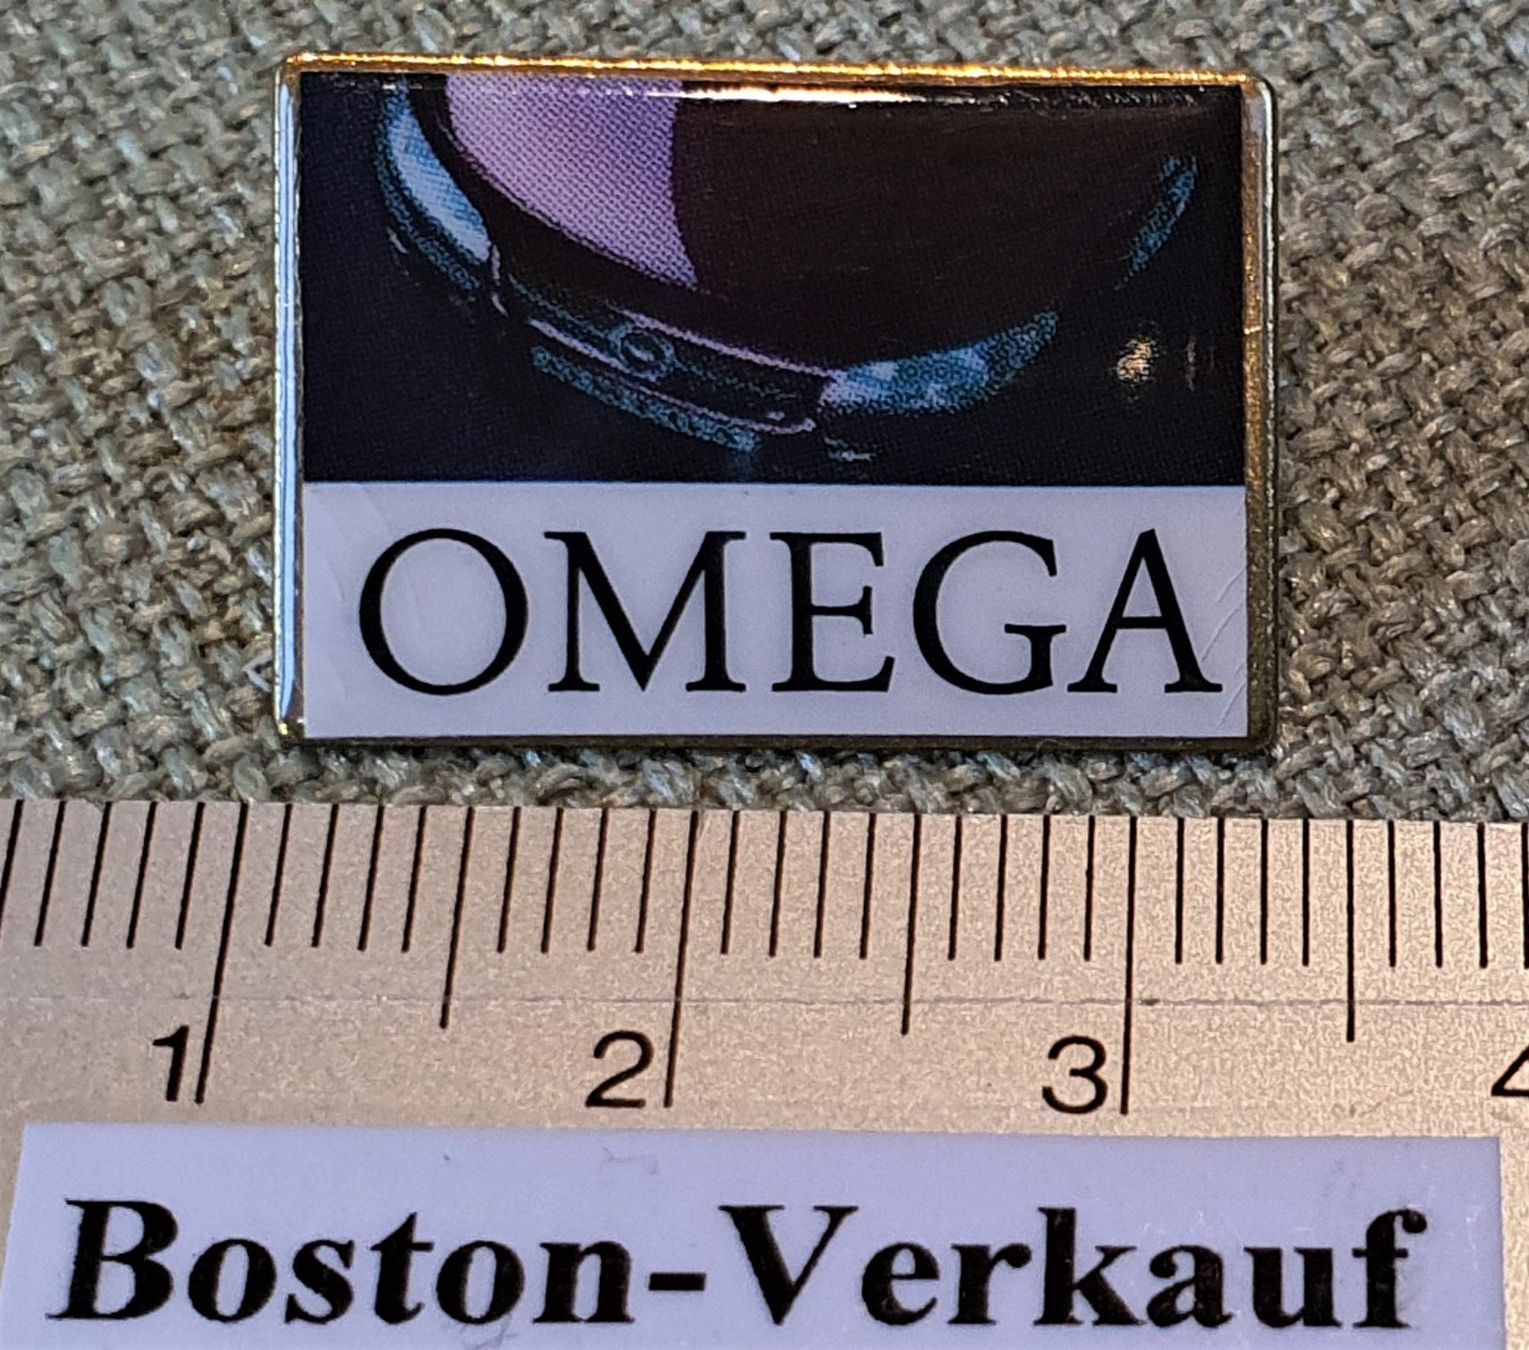 OMEGA
1 2 3 4
Boston-Verkauf